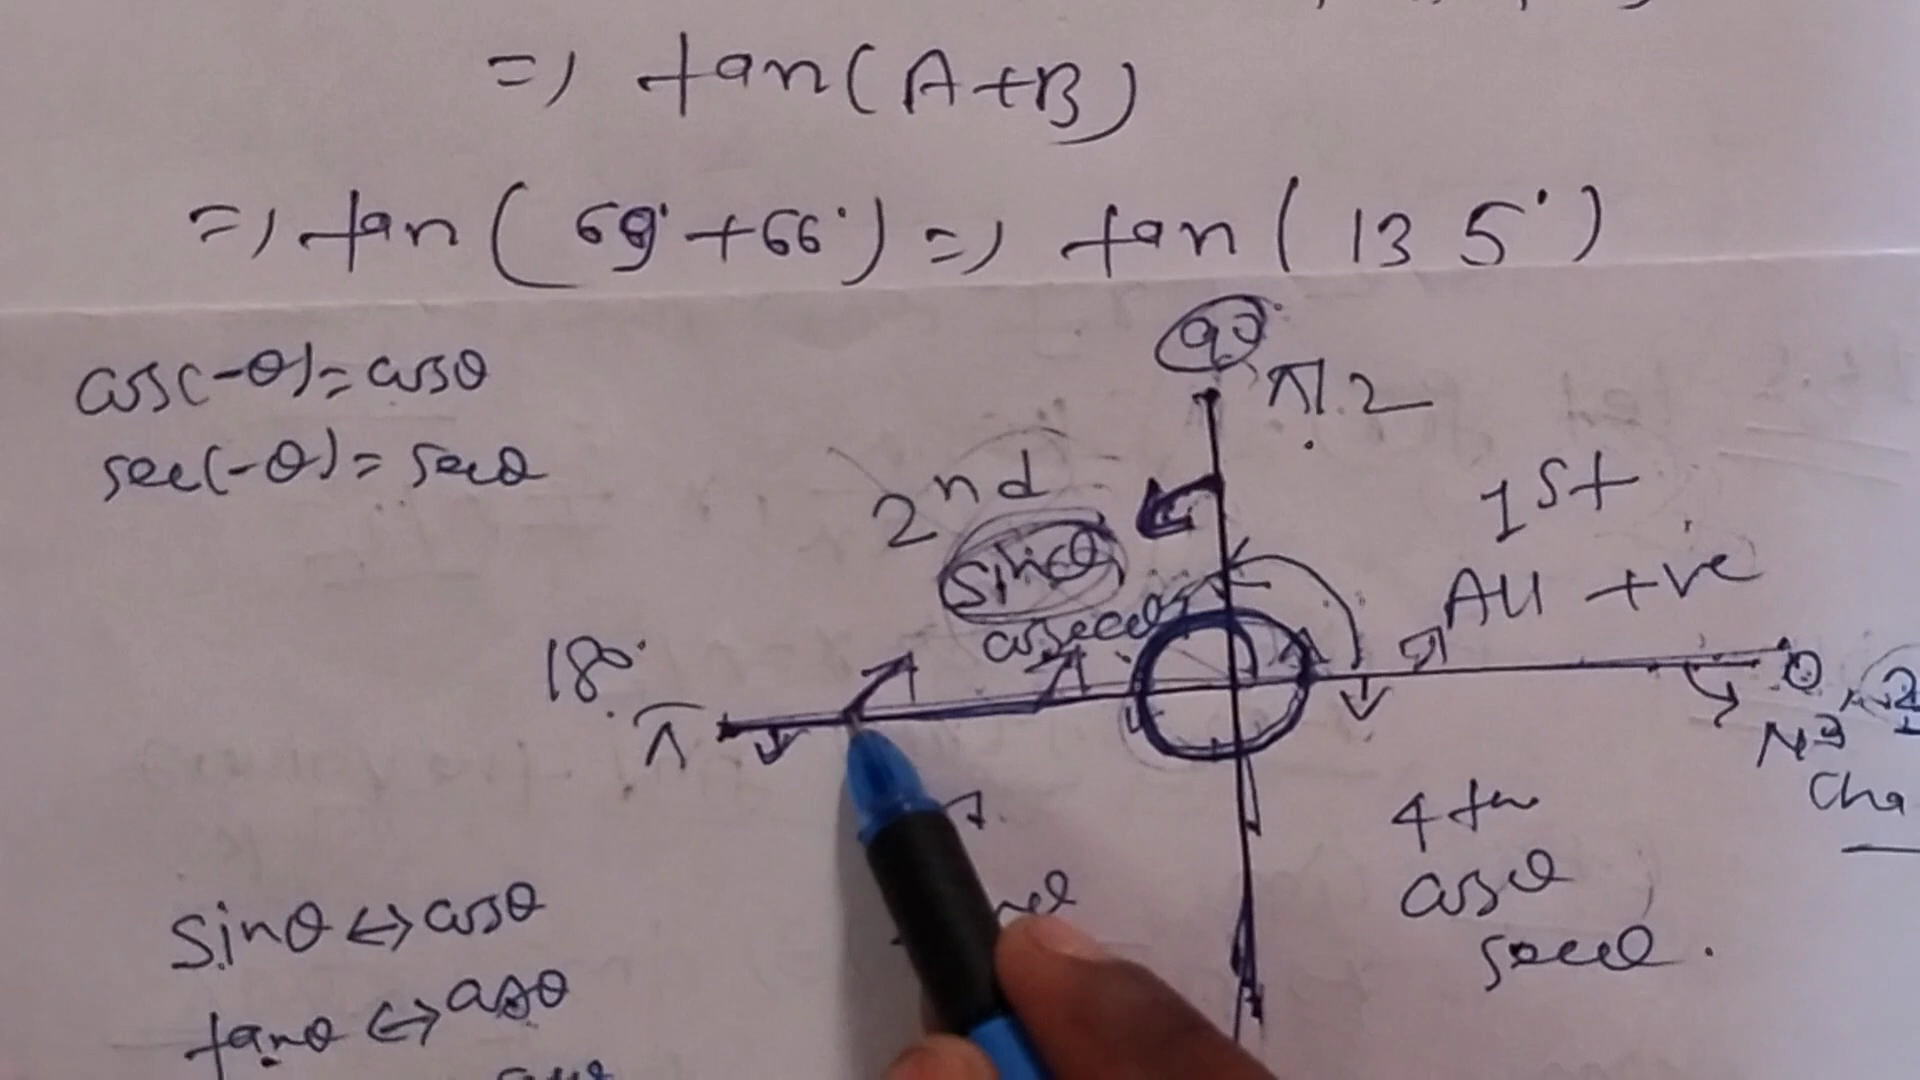 =) tan(A+B)
=) tan(69°+66°) =) tan(135°)
cos(-θ)=cosθ
sec(-θ)=secθ
90°
π/2
2nd
1st
sinθ
cosecθ
All +ve
180°
π
0
4th
cosθ
secθ.
sinθ ↔ cosθ
tanθ ↔ cotθ